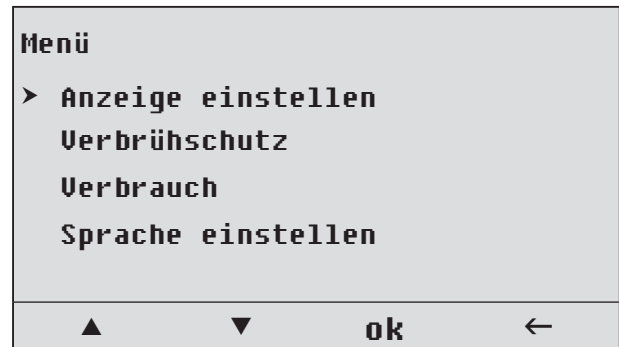 Menü
➤ Anzeige einstellen
Verbrühschutz
Verbrauch
Sprache einstellen
▲ ▼ ok ←